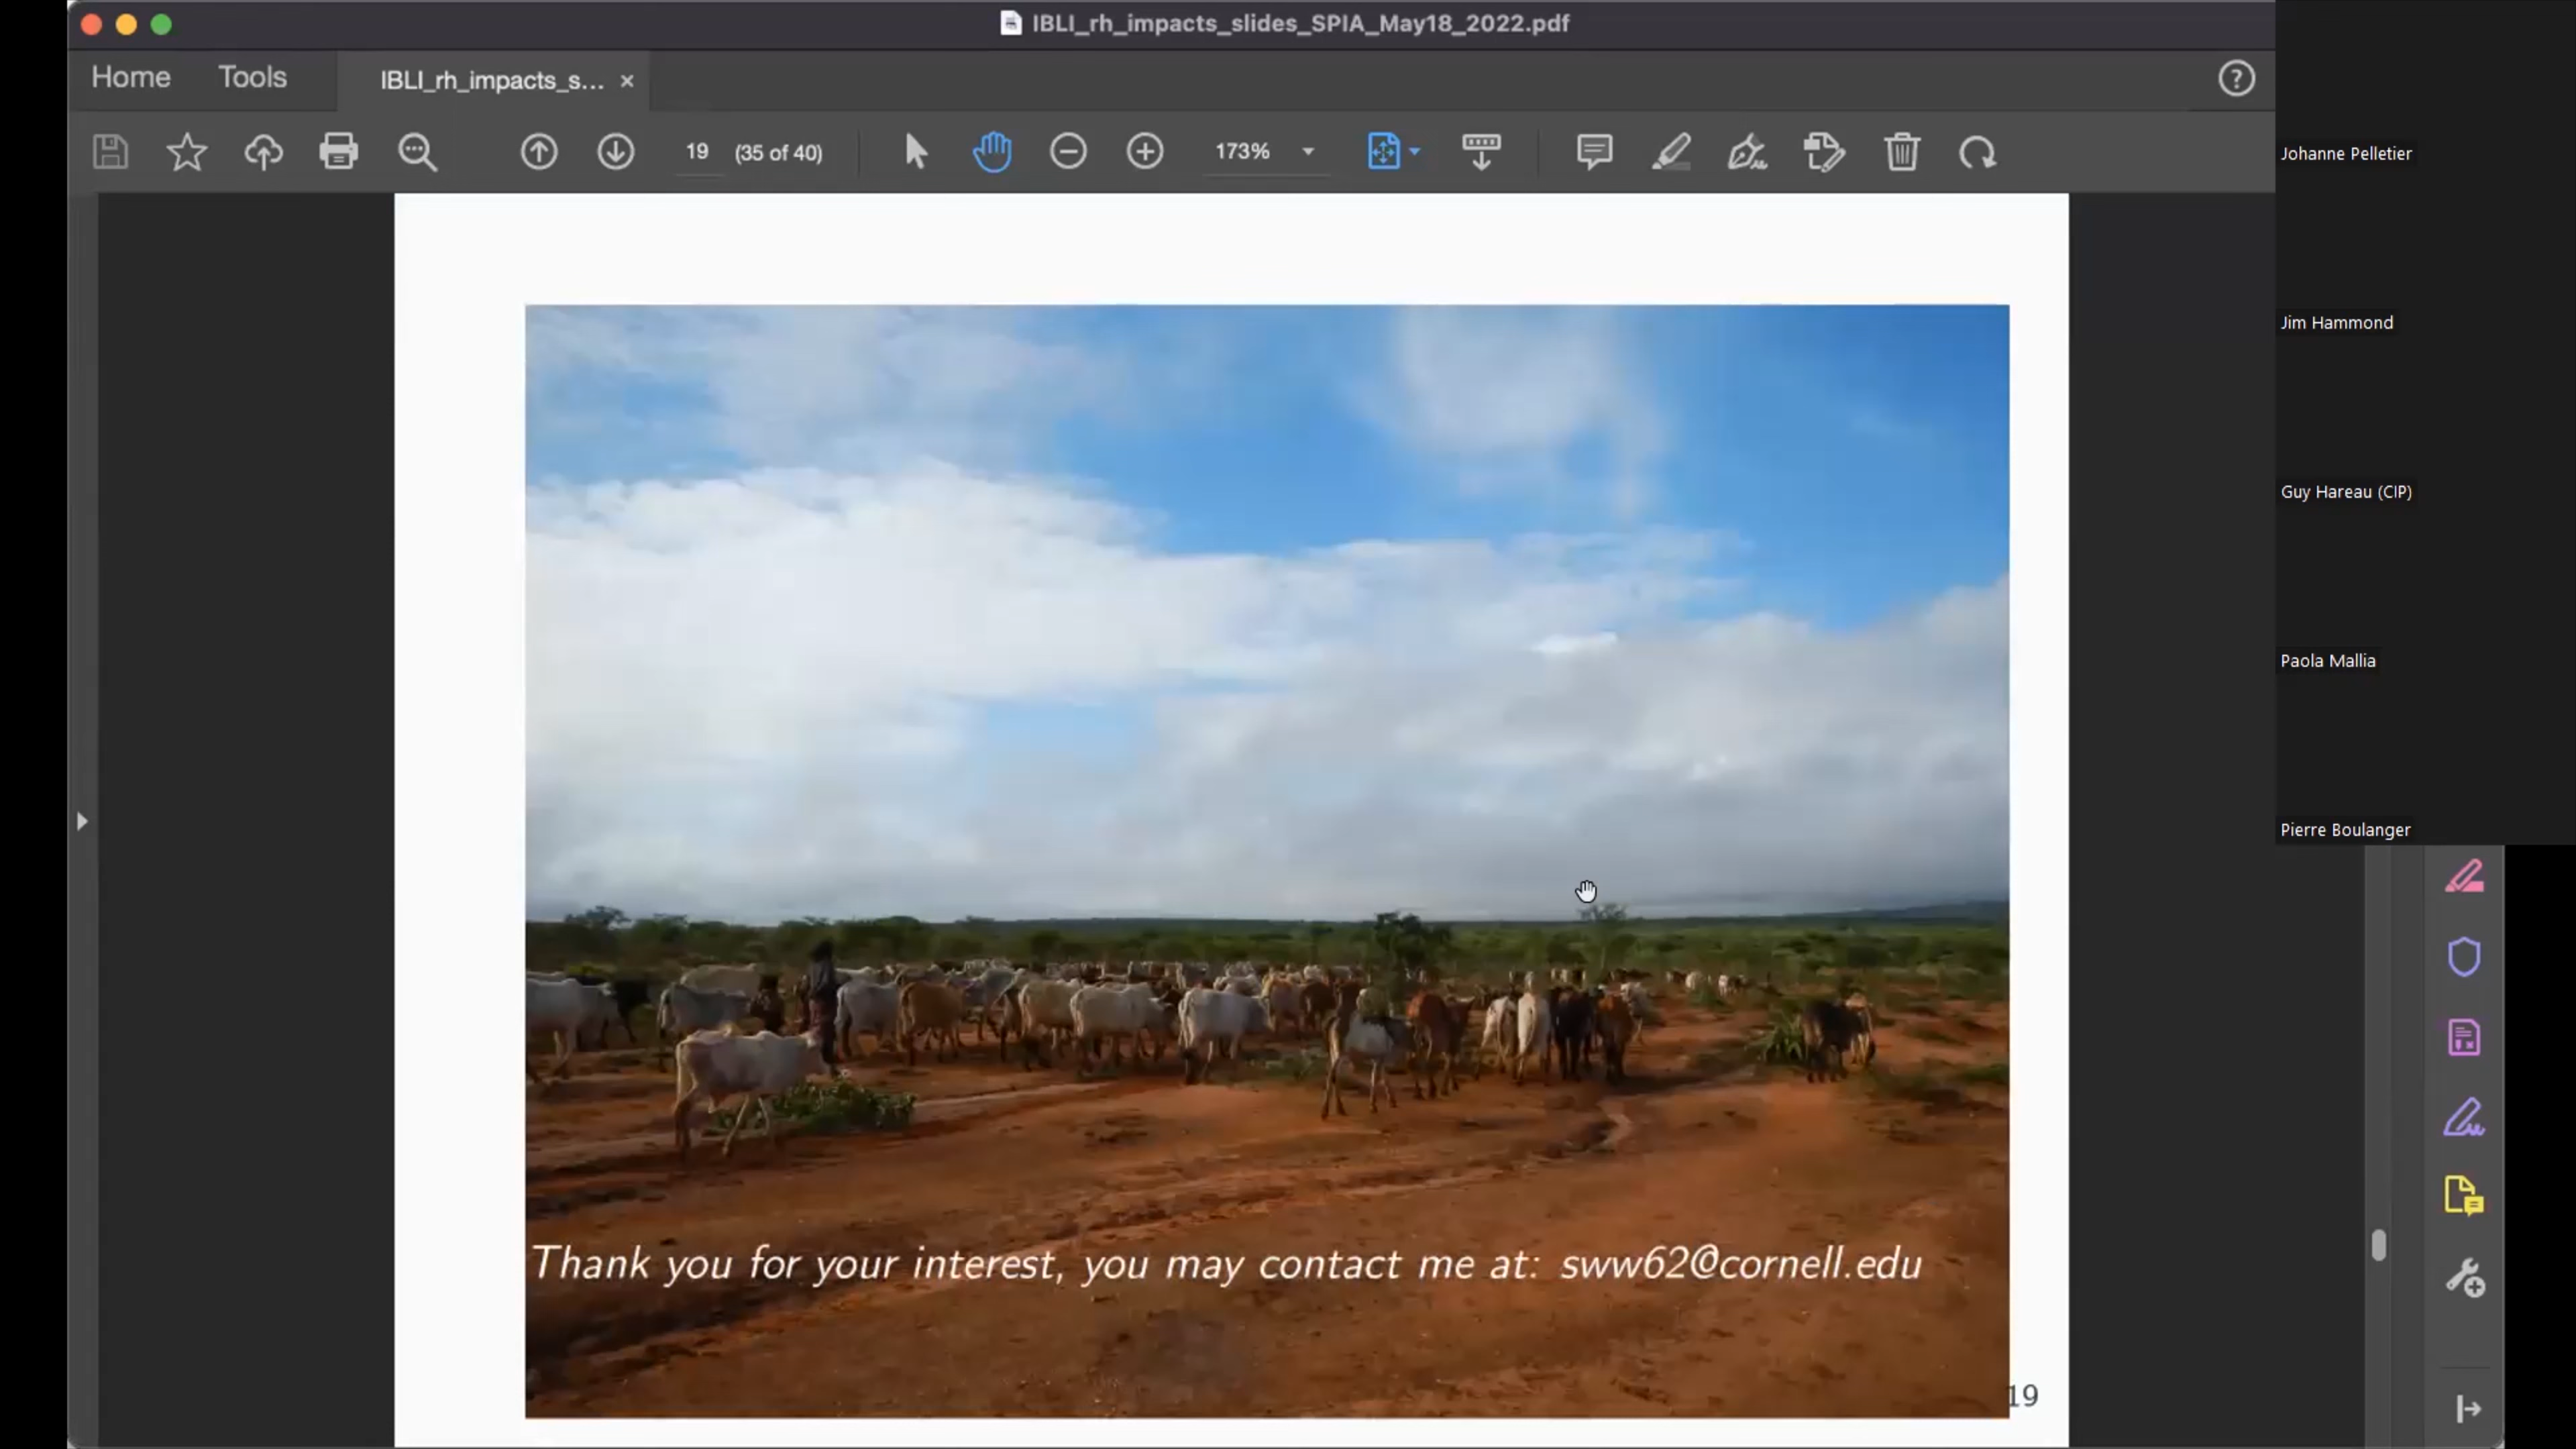 IBLI_rh_impacts_slides_SPIA_May18_2022.pdf
Home Tools IBLI_rh_impacts_s... ×
19 (35 of 40) 173%
Johanne Pelletier
Jim Hammond
Guy Hareau (CIP)
Paola Mallia
Pierre Boulanger
Thank you for your interest, you may contact me at: sww62@cornell.edu
19